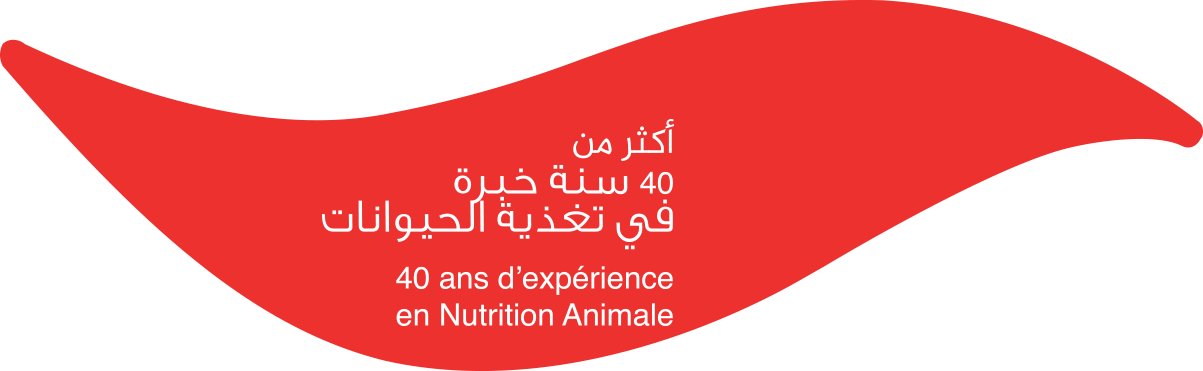 أكثر من
40 سنة خبرة
في تغذية الحيوانات
40 ans d’expérience
en Nutrition Animale